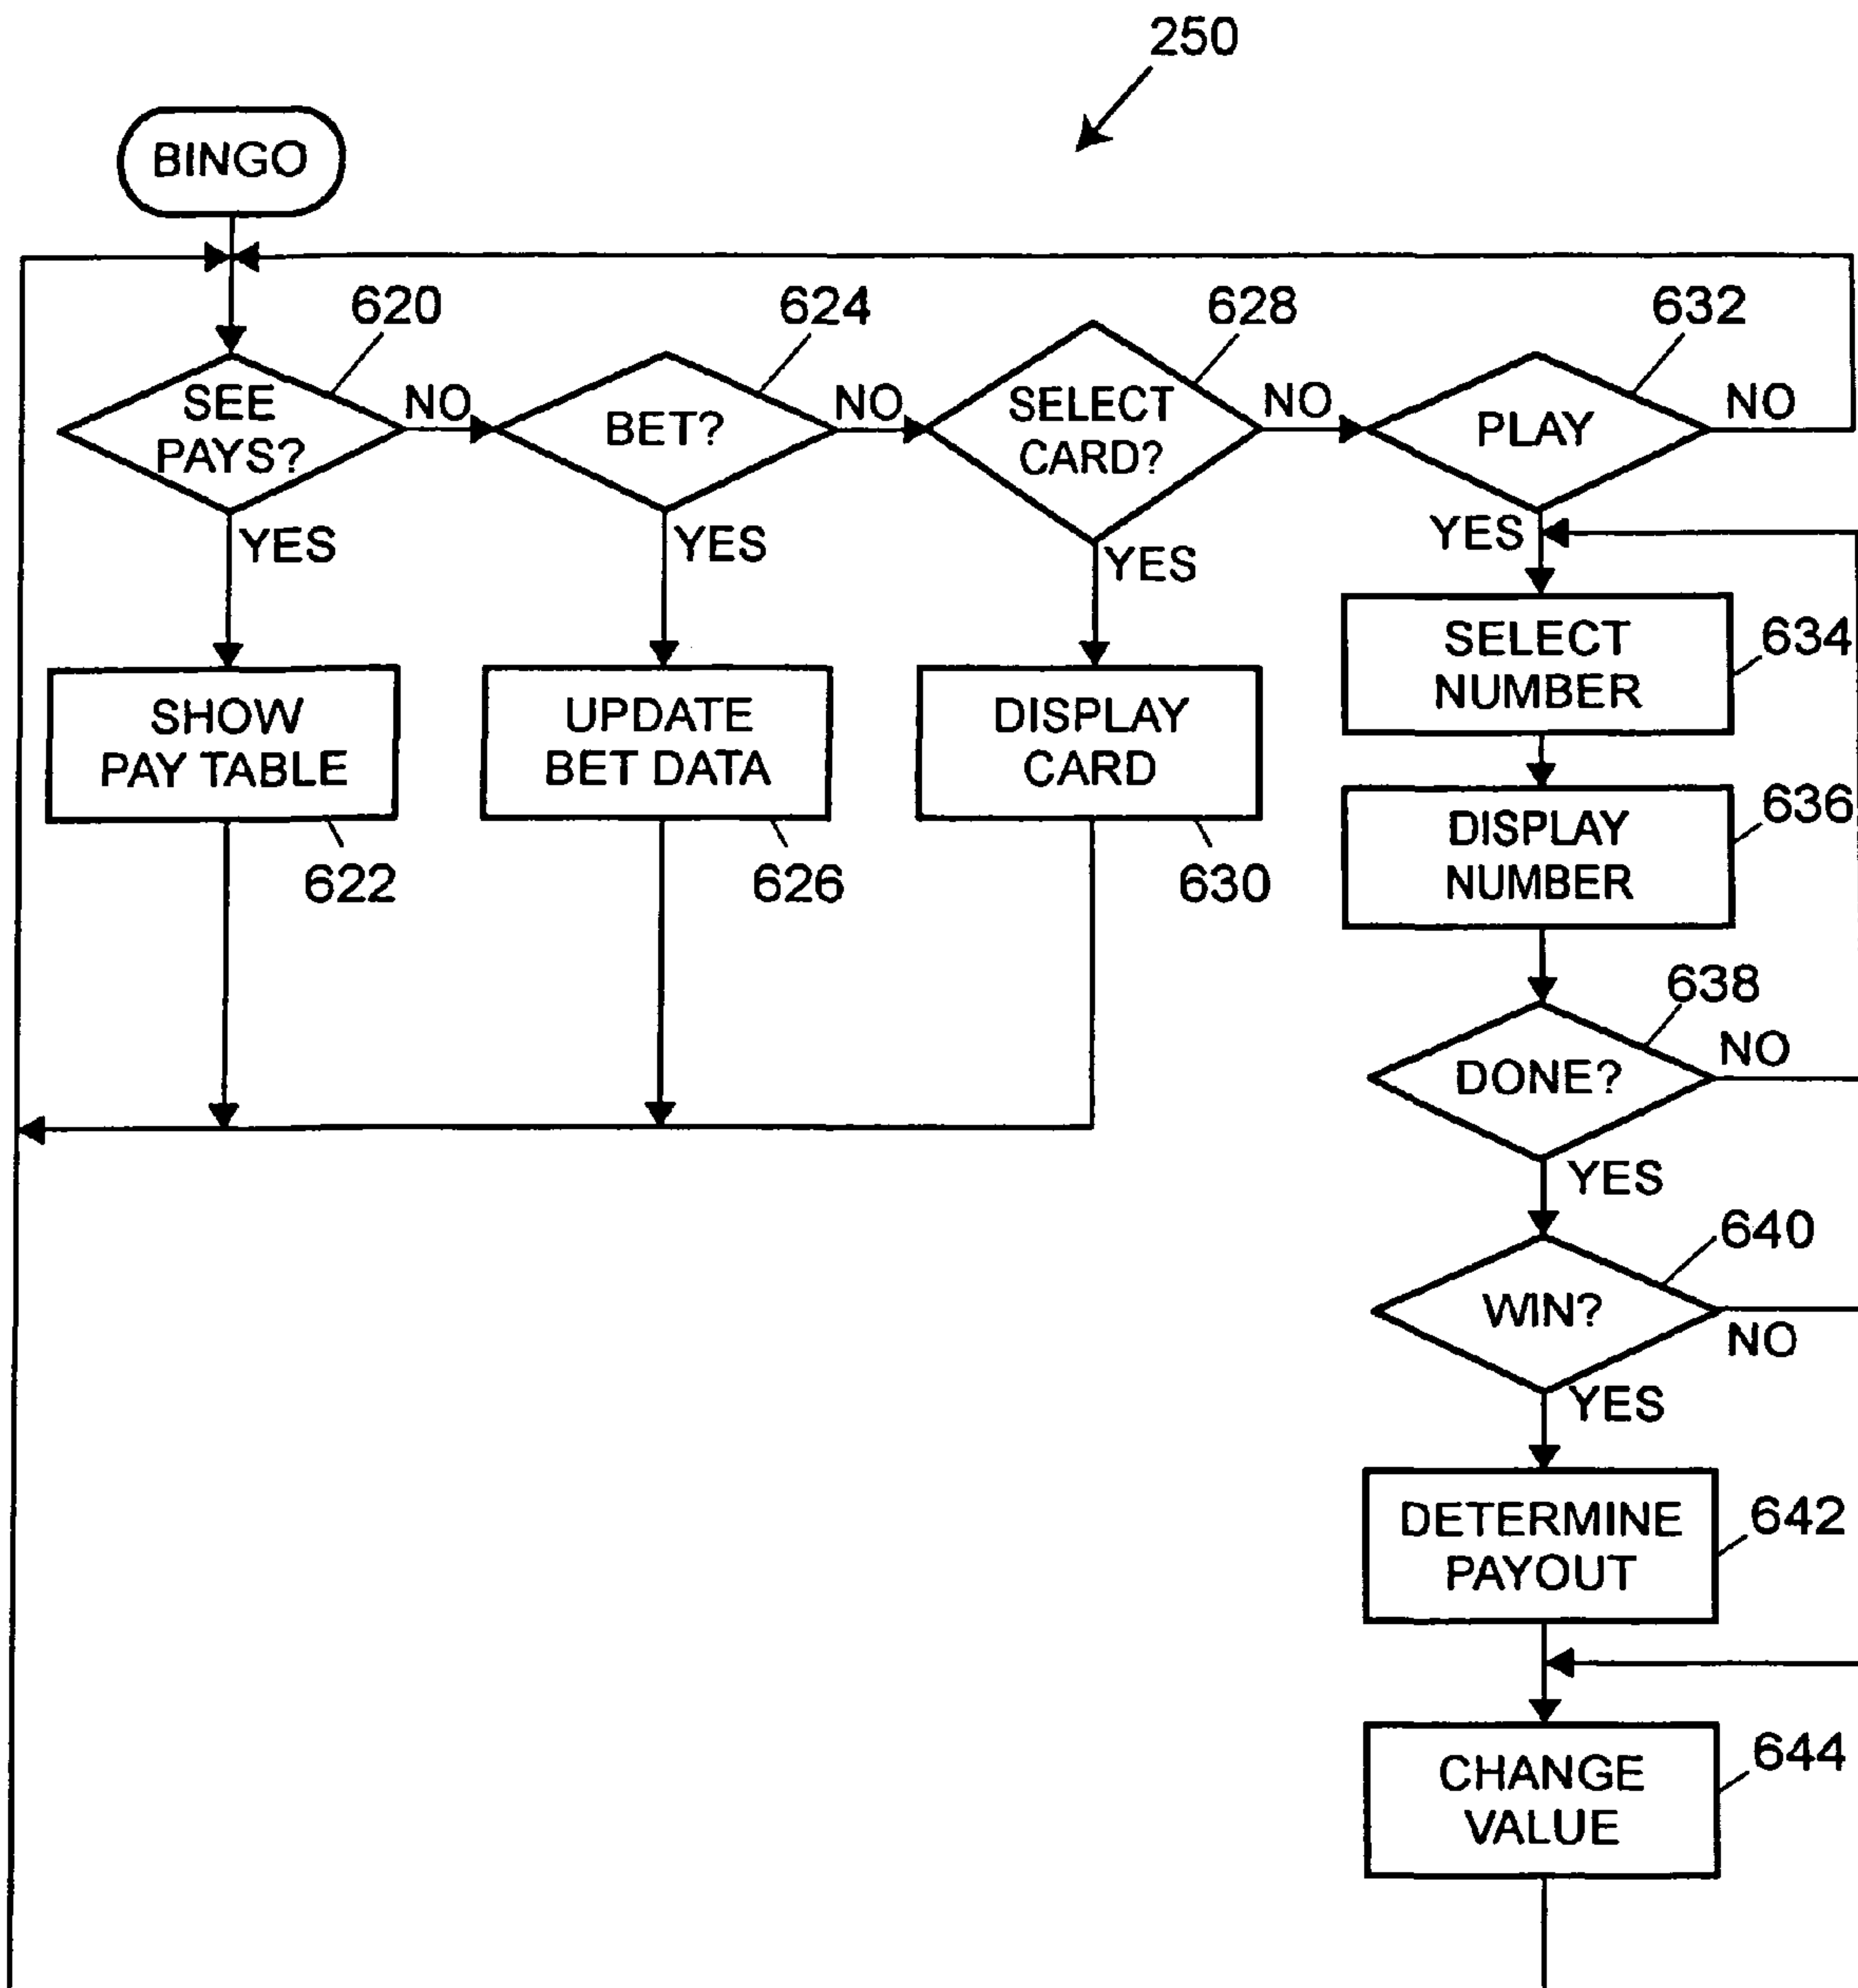 250
BINGO
620
624
628
632
SEE
PAYS?
NO
BET?
NO
SELECT
CARD?
NO
PLAY
NO
YES
YES
YES
YES
SHOW
PAY TABLE
622
UPDATE
BET DATA
626
DISPLAY
CARD
630
SELECT
NUMBER
634
DISPLAY
NUMBER
636
638
DONE?
NO
YES
640
WIN?
NO
YES
DETERMINE
PAYOUT
642
CHANGE
VALUE
644